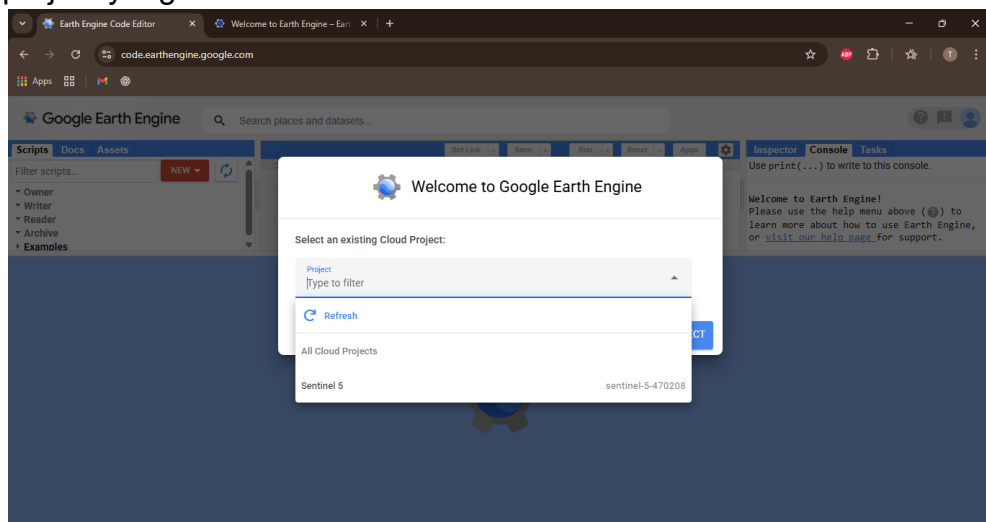 Earth Engine Code Editor
Welcome to Earth Engine – Eart
code.earthengine.google.com
ABP
T
Apps
Google Earth Engine
Search places and datasets...
Scripts Docs Assets
Filter scripts...
NEW
Owner
Writer
Reader
Archive
Examples
Get Link Save Run Reset Apps
Inspector Console Tasks
Use print(...) to write to this console.
Welcome to Earth Engine!
Please use the help menu above (?) to
learn more about how to use Earth Engine,
or visit our help page for support.
Welcome to Google Earth Engine
Select an existing Cloud Project:
Project
Type to filter
Refresh
CT
All Cloud Projects
Sentinel 5 sentinel-5-470208